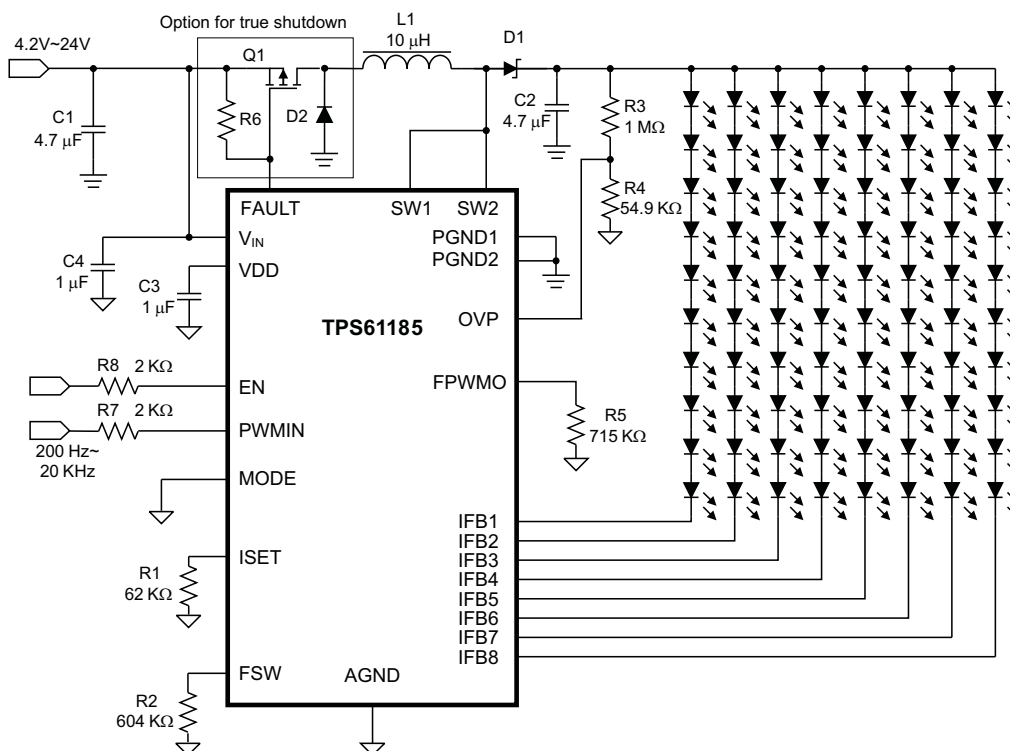 Option for true shutdown
4.2V~24V
Q1
L1
10 μH
D1
C1
4.7 μF
R6
D2
C2
4.7 μF
R3
1 MΩ
R4
54.9 KΩ
FAULT
SW1
SW2
VIN
PGND1
PGND2
C4
1 μF
VDD
C3
1 μF
TPS61185
OVP
R8 2 KΩ
EN
FPWMO
R7 2 KΩ
PWMIN
R5
715 KΩ
200 Hz~
20 KHz
MODE
IFB1
IFB2
IFB3
IFB4
IFB5
IFB6
IFB7
IFB8
ISET
R1
62 KΩ
FSW
AGND
R2
604 KΩ